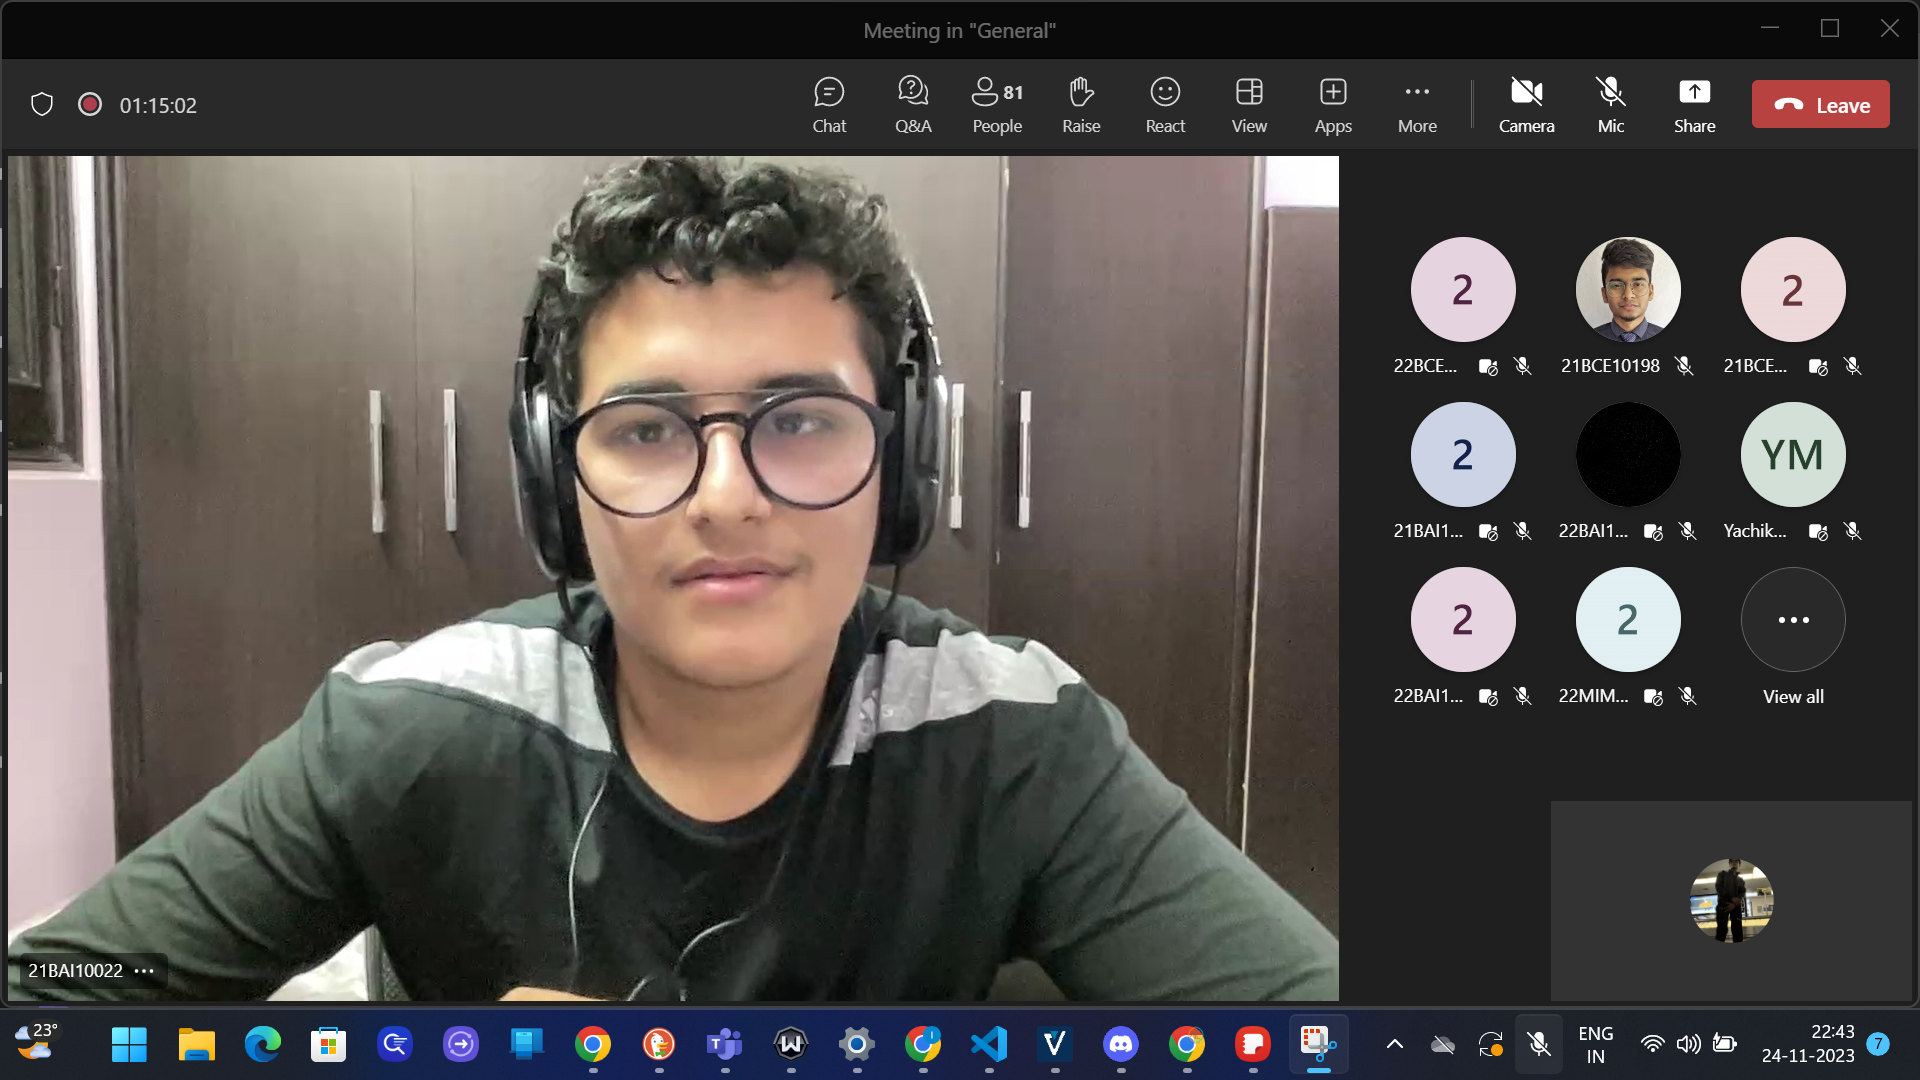 Meeting in "General"
01:15:02
Chat
Q&A
81
People
Raise
React
View
Apps
More
Camera
Mic
Share
Leave
2
2
22BCE...
21BCE10198
21BCE...
2
YM
21BAI1...
22BAI1...
Yachik...
2
2
22BAI1...
22MIM...
View all
21BAI10022
23°
ENG
IN
22:43
24-11-2023
7